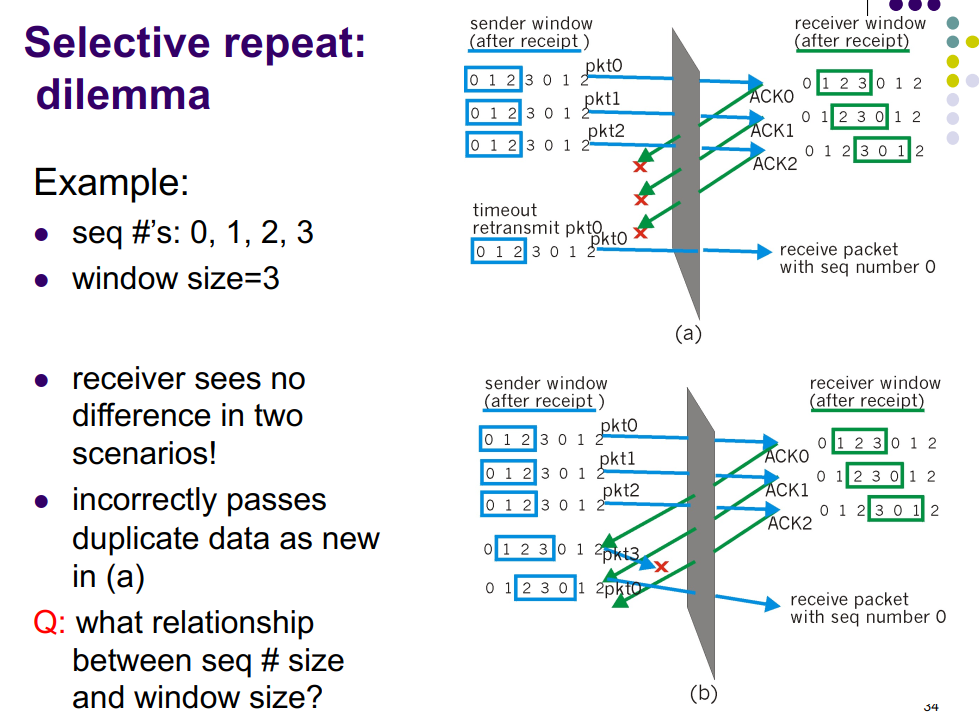 Selective repeat:
dilemma
Example:
seq #’s: 0, 1, 2, 3
window size=3
receiver sees no
difference in two
scenarios!
incorrectly passes
duplicate data as new
in (a)
Q: what relationship
between seq # size
and window size?
sender window
(after receipt )
receiver window
(after receipt)
0 1 2 3 0 1 2
pkt0
ACK0
0 1 2 3 0 1 2
0 1 2 3 0 1 2
pkt1
ACK1
0 1 2 3 0 1 2
0 1 2 3 0 1 2
pkt2
ACK2
0 1 2 3 0 1 2
timeout
retransmit pkt0
0 1 2 3 0 1 2
pkt0
receive packet
with seq number 0
(a)
sender window
(after receipt )
receiver window
(after receipt)
0 1 2 3 0 1 2
pkt0
ACK0
0 1 2 3 0 1 2
0 1 2 3 0 1 2
pkt1
ACK1
0 1 2 3 0 1 2
0 1 2 3 0 1 2
pkt2
ACK2
0 1 2 3 0 1 2
0 1 2 3 0 1 2
pkt3
0 1 2 3 0 1 2
pkt0
receive packet
with seq number 0
(b)
34